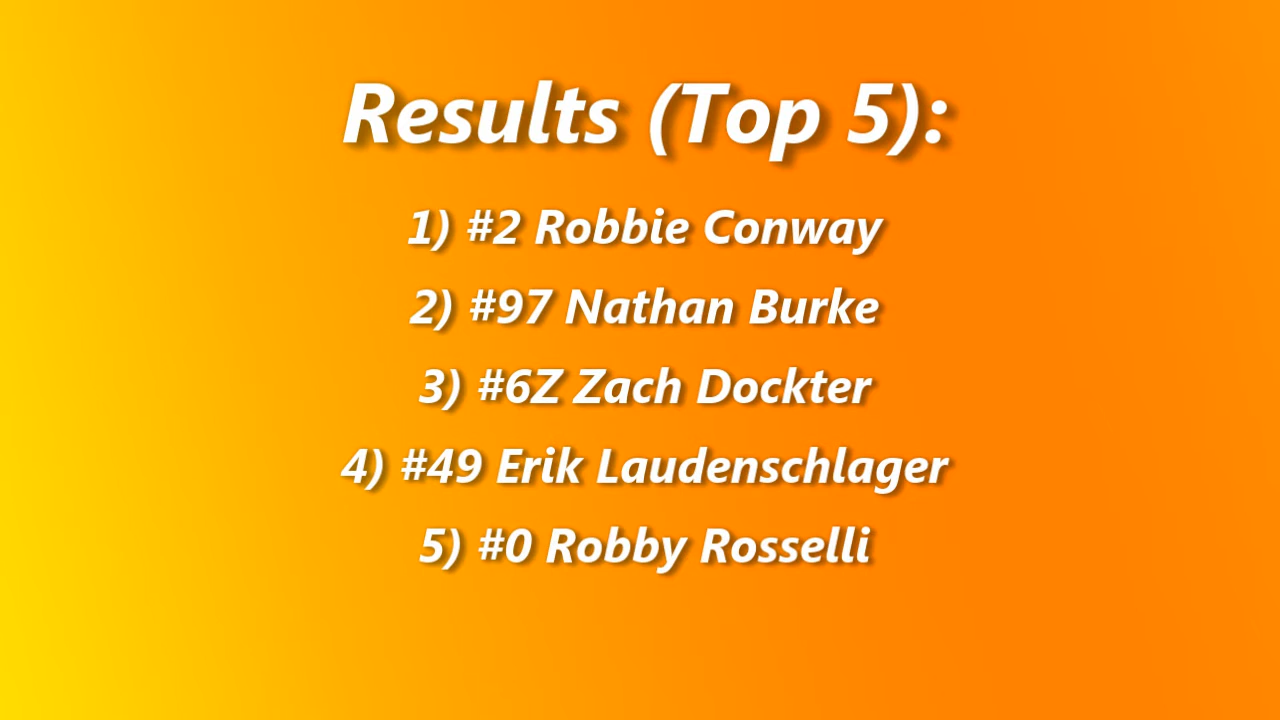 Results (Top 5):
1) #2 Robbie Conway
2) #97 Nathan Burke
3) #6Z Zach Dockter
4) #49 Erik Laudenschlager
5) #0 Robby Rosselli